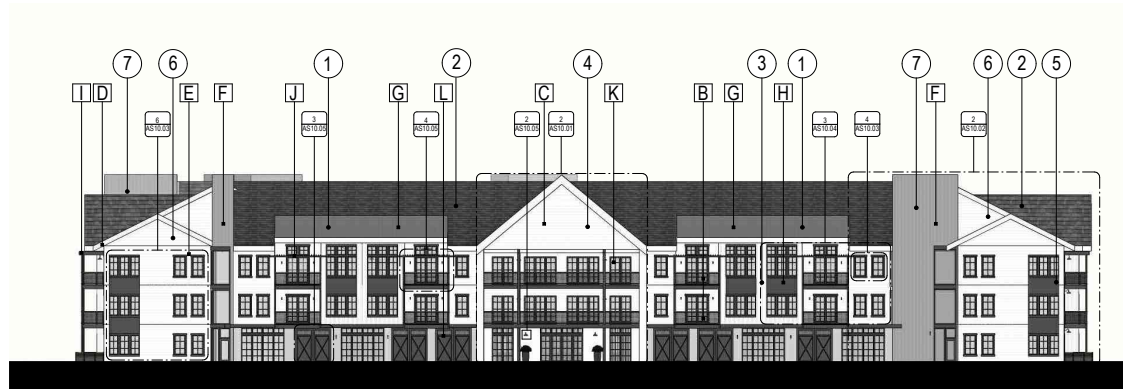 7 6 1 2 4 3 1 7 6 2 5
I D E F J G L C K B G H F
6
AS10.03
3
AS10.05
4
AS10.05
2
AS10.05
2
AS10.01
3
AS10.04
4
AS10.03
2
AS10.02